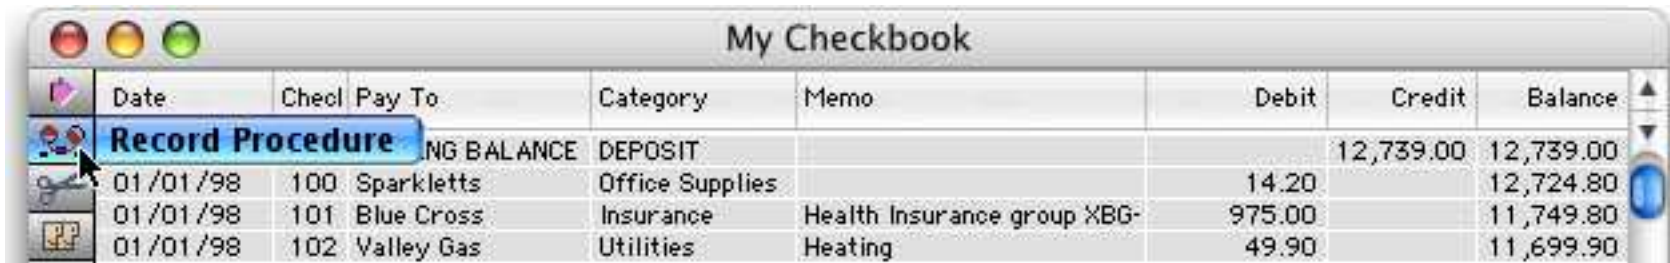 My Checkbook
Date Checl Pay To Category Memo Debit Credit Balance
Record Procedure NG BALANCE DEPOSIT 12,739.00 12,739.00
01/01/98 100 Sparkletts Office Supplies 14.20 12,724.80
01/01/98 101 Blue Cross Insurance Health Insurance group XBG- 975.00 11,749.80
01/01/98 102 Valley Gas Utilities Heating 49.90 11,699.90